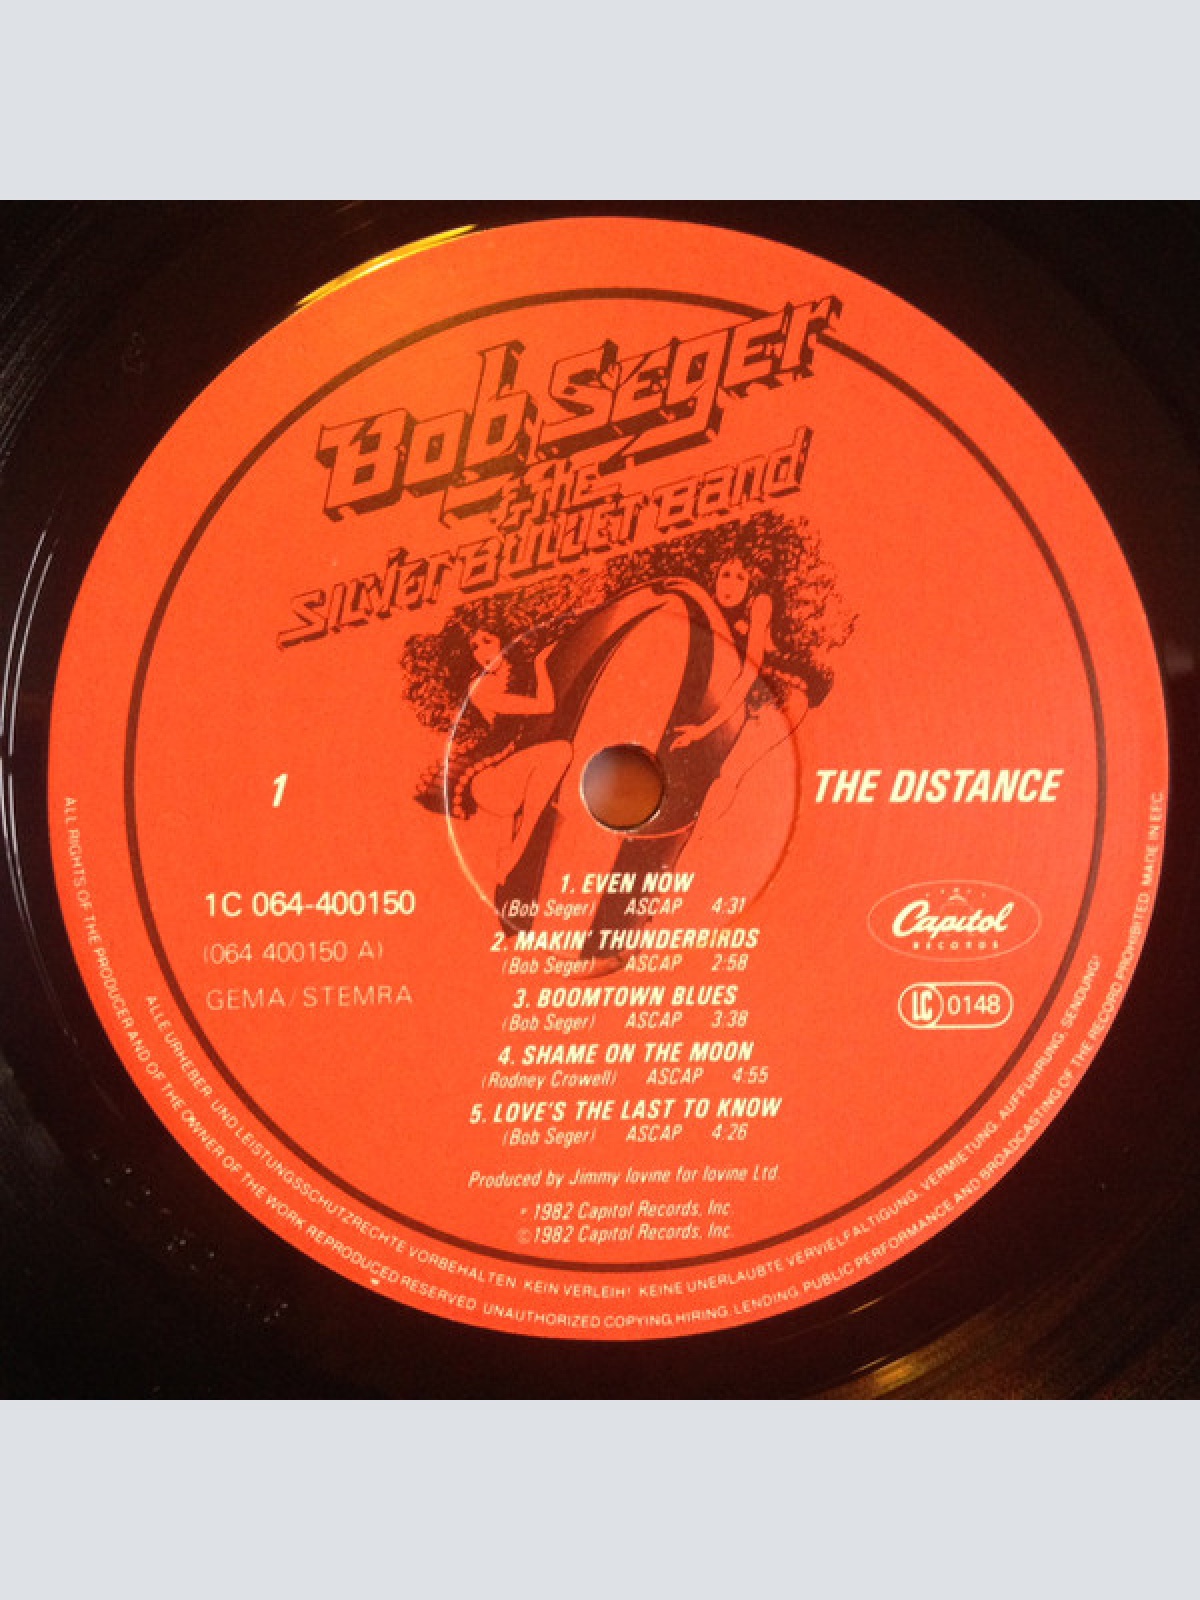 Bob Seger
& the
Silver Bullet Band
1
THE DISTANCE
1C 064-400150
(064 400150 A)
GEMA/STEMRA
Capitol
RECORDS
LC 0148
1. EVEN NOW
(Bob Seger) ASCAP 4:31
2. MAKIN' THUNDERBIRDS
(Bob Seger) ASCAP 2:58
3. BOOMTOWN BLUES
(Bob Seger) ASCAP 3:38
4. SHAME ON THE MOON
(Rodney Crowell) ASCAP 4:55
5. LOVE'S THE LAST TO KNOW
(Bob Seger) ASCAP 4:26
Produced by Jimmy Iovine for Iovine Ltd.
℗ 1982 Capitol Records, Inc.
©1982 Capitol Records, Inc.
ALLE URHEBER- UND LEISTUNGSSCHUTZRECHTE VORBEHALTEN. KEIN VERLEIH! KEINE UNERLAUBTE VERVIELFÄLTIGUNG, VERMIETUNG, AUFFÜHRUNG, SENDUNG!
ALL RIGHTS OF THE PRODUCER AND OF THE OWNER OF THE WORK REPRODUCED RESERVED. UNAUTHORIZED COPYING, HIRING, LENDING, PUBLIC PERFORMANCE AND BROADCASTING OF THE RECORD PROHIBITED. MADE IN EEC.